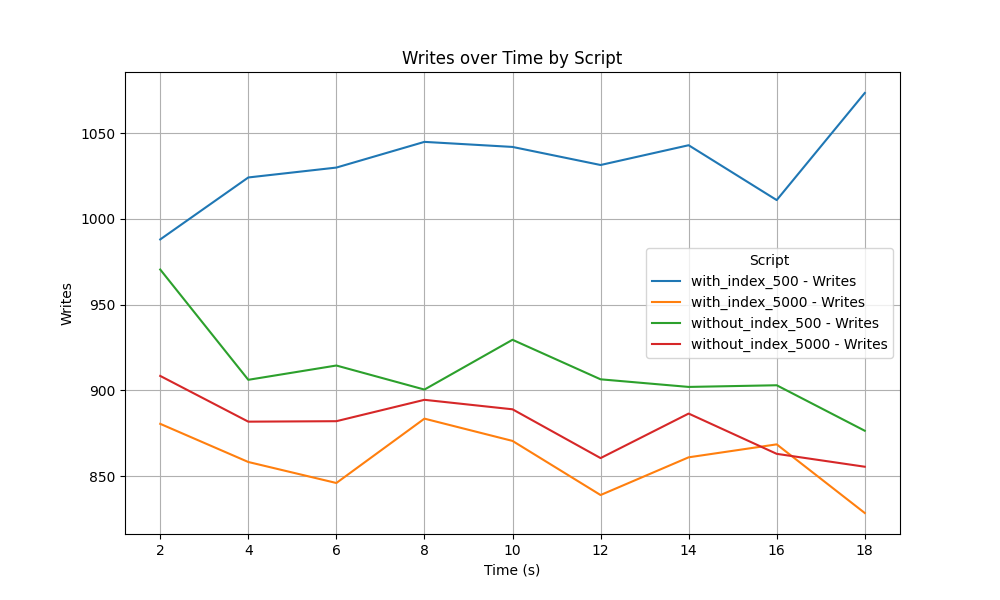 Writes over Time by Script
Writes
1050
1000
950
900
850
Script
with_index_500 - Writes
with_index_5000 - Writes
without_index_500 - Writes
without_index_5000 - Writes
2 4 6 8 10 12 14 16 18
Time (s)